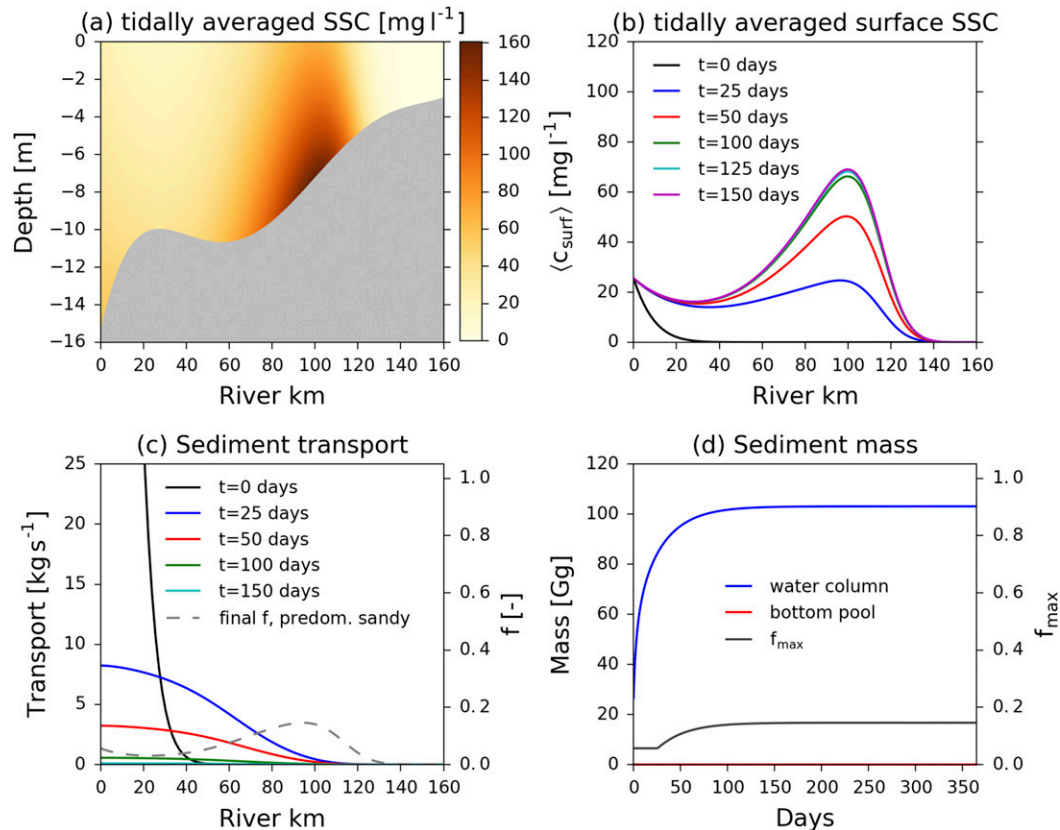 (a) tidally averaged SSC [mg l⁻¹]
0
−2
−4
−6
−8
−10
−12
−14
−16
Depth [m]
0 20 40 60 80 100 120 140 160
River km
160
140
120
100
80
60
40
20
0
(b) tidally averaged surface SSC
120
100
80
60
40
20
0
⟨c_surf⟩ [mg l⁻¹]
t=0 days
t=25 days
t=50 days
t=100 days
t=125 days
t=150 days
0 20 40 60 80 100 120 140 160
River km
(c) Sediment transport
25
20
15
10
5
0
Transport [kg s⁻¹]
t=0 days
t=25 days
t=50 days
t=100 days
t=150 days
final f, predom. sandy
1.0
0.8
0.6
0.4
0.2
0.0
f [-]
0 20 40 60 80 100 120 140 160
River km
(d) Sediment mass
120
100
80
60
40
20
0
Mass [Gg]
water column
bottom pool
f_max
1.0
0.8
0.6
0.4
0.2
0.0
f_max
0 50 100 150 200 250 300 350
Days